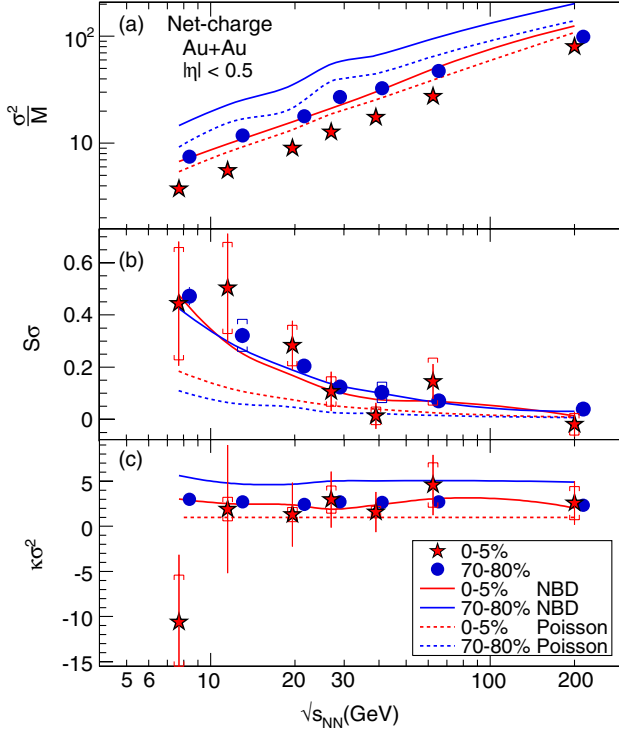 (a)
Net-charge
Au+Au
|η| < 0.5
10²
10
σ²/M
(b)
0.6
0.4
0.2
0
Sσ
(c)
5
0
-5
-10
-15
κσ²
0-5%
70-80%
0-5% NBD
70-80% NBD
0-5% Poisson
70-80% Poisson
5 6 10 20 30 40 100 200
√sNN(GeV)